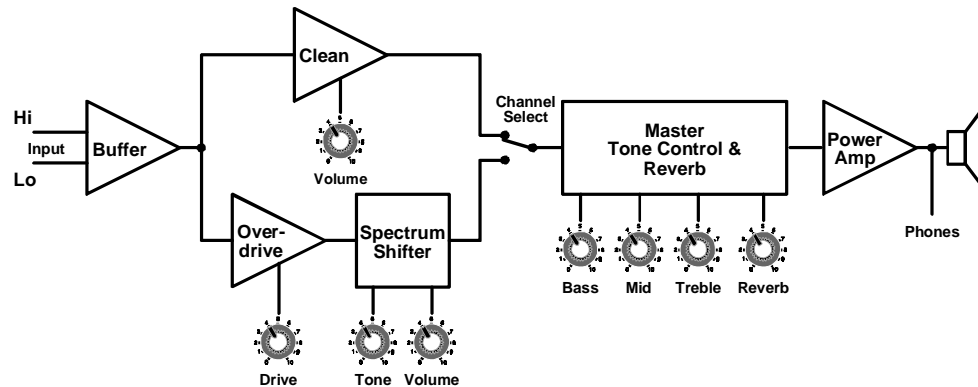 Clean
Volume
Hi
Input
Lo
Buffer
Channel
Select
Master
Tone Control &
Reverb
Power
Amp
Phones
Over-
drive
Spectrum
Shifter
Bass
Mid
Treble
Reverb
Drive
Tone
Volume